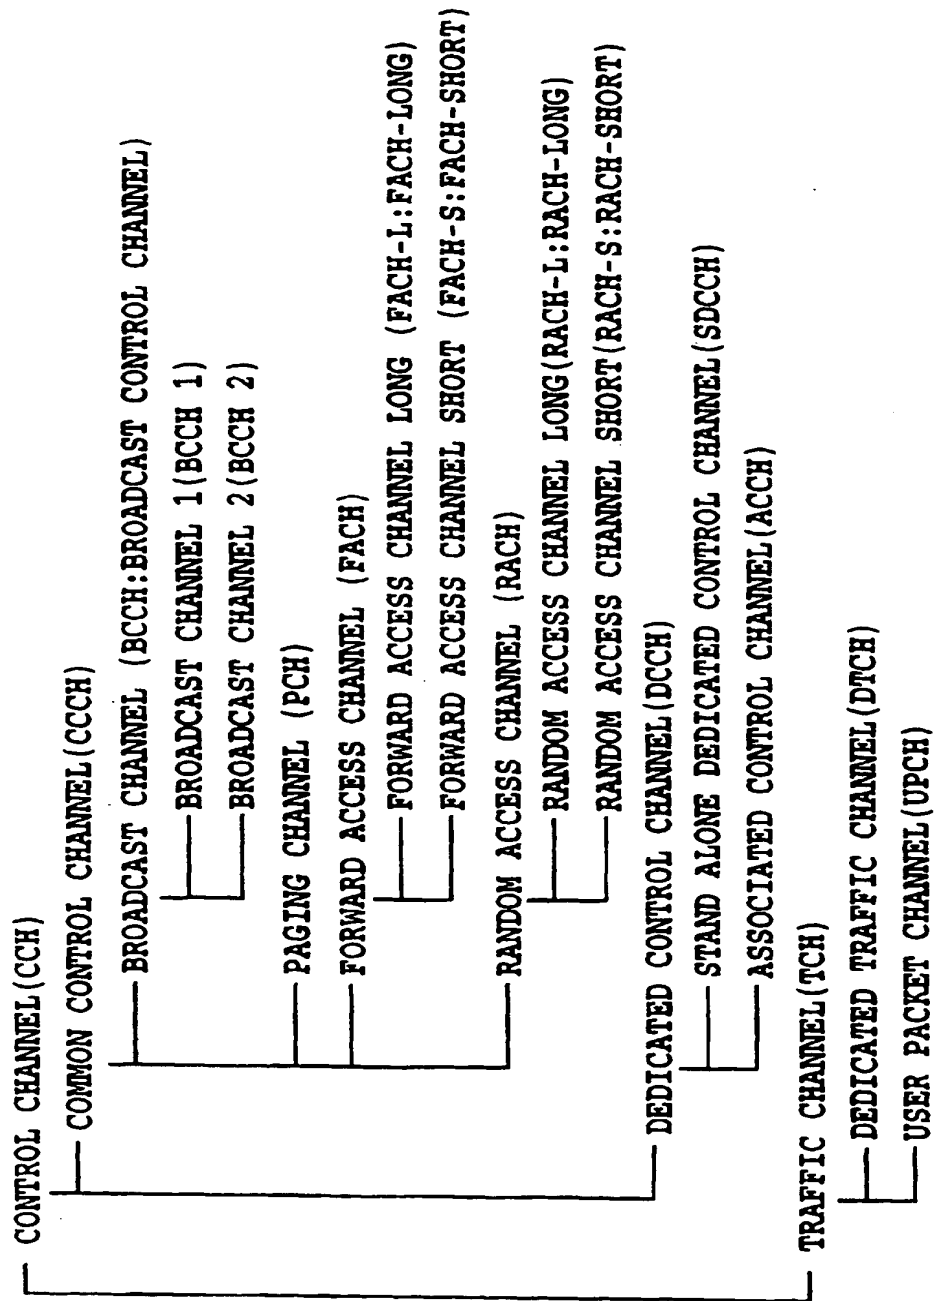 CONTROL CHANNEL(CCH)
COMMON CONTROL CHANNEL(CCCH)
BROADCAST CHANNEL (BCCH:BROADCAST CONTROL CHANNEL)
BROADCAST CHANNEL 1(BCCH 1)
BROADCAST CHANNEL 2(BCCH 2)
PAGING CHANNEL (PCH)
FORWARD ACCESS CHANNEL (FACH)
FORWARD ACCESS CHANNEL LONG (FACH-L:FACH-LONG)
FORWARD ACCESS CHANNEL SHORT (FACH-S:FACH-SHORT)
RANDOM ACCESS CHANNEL (RACH)
RANDOM ACCESS CHANNEL LONG(RACH-L:RACH-LONG)
RANDOM ACCESS CHANNEL SHORT(RACH-S:RACH-SHORT)
DEDICATED CONTROL CHANNEL(DCCH)
STAND ALONE DEDICATED CONTROL CHANNEL(SDCCH)
ASSOCIATED CONTROL CHANNEL(ACCH)
TRAFFIC CHANNEL(TCH)
DEDICATED TRAFFIC CHANNEL(DTCH)
USER PACKET CHANNEL(UPCH)